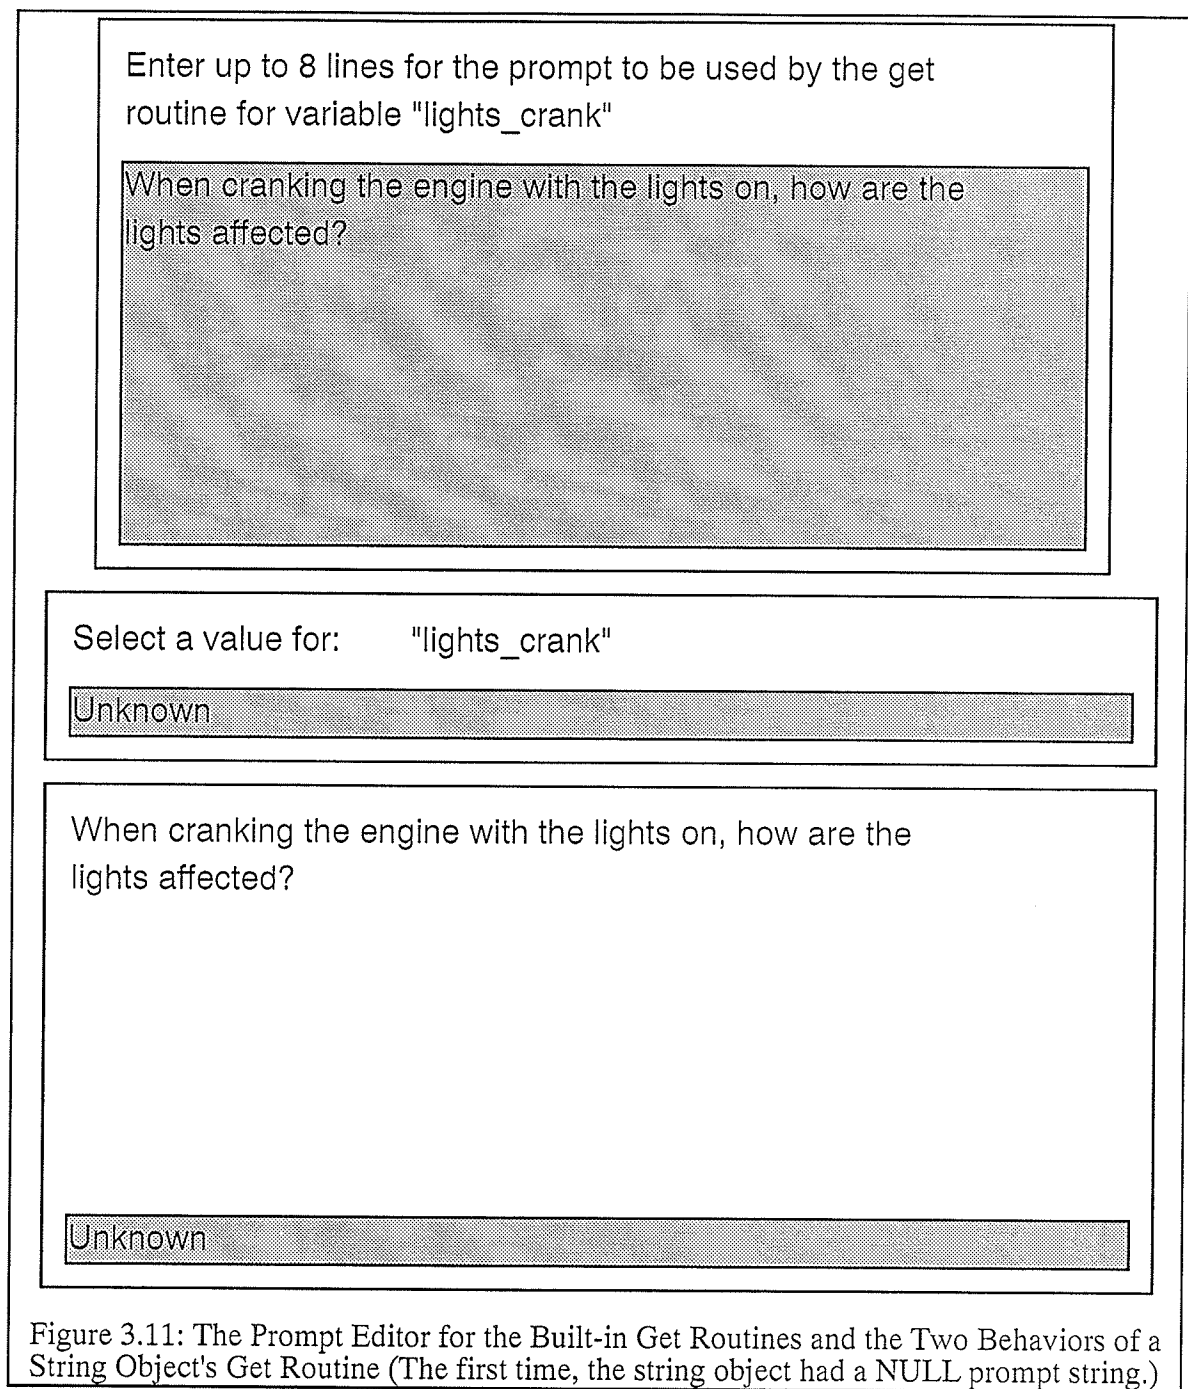 Enter up to 8 lines for the prompt to be used by the get
routine for variable "lights_crank"
When cranking the engine with the lights on, how are the
lights affected?
Select a value for: "lights_crank"
Unknown
When cranking the engine with the lights on, how are the
lights affected?
Unknown
Figure 3.11: The Prompt Editor for the Built-in Get Routines and the Two Behaviors of a
String Object's Get Routine (The first time, the string object had a NULL prompt string.)